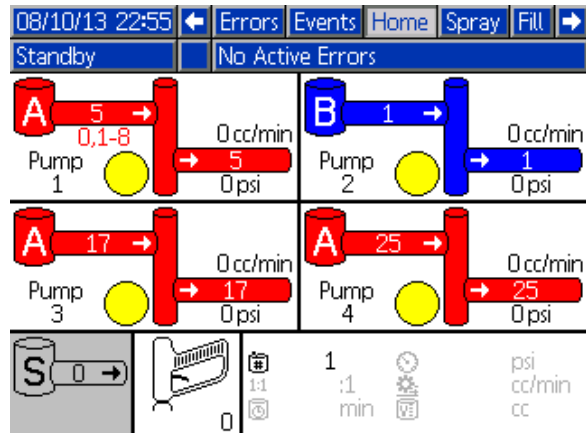 08/10/13 22:55 Errors Events Home Spray Fill
Standby No Active Errors
A 5
0,1-8
0 cc/min
Pump
1
5
0 psi
B 1
0 cc/min
Pump
2
1
0 psi
A 17
0 cc/min
Pump
3
17
0 psi
A 25
0 cc/min
Pump
4
25
0 psi
S 0
0
# 1 psi
1:1 :1 cc/min
min cc